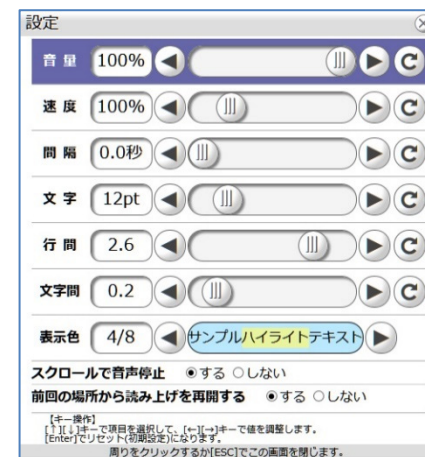 設定
音量 100%
速度 100%
間隔 0.0秒
文字 12pt
行間 2.6
文字間 0.2
表示色 4/8 サンプルハイライトテキスト
スクロールで音声停止 ●する ○しない
前回の場所から読み上げを再開する ●する ○しない
【キー操作】
[↑][↓]キーで項目を選択して、[←][→]キーで値を調整します。
[Enter]でリセット(初期設定)になります。
周りをクリックするか[ESC]でこの画面を閉じます。